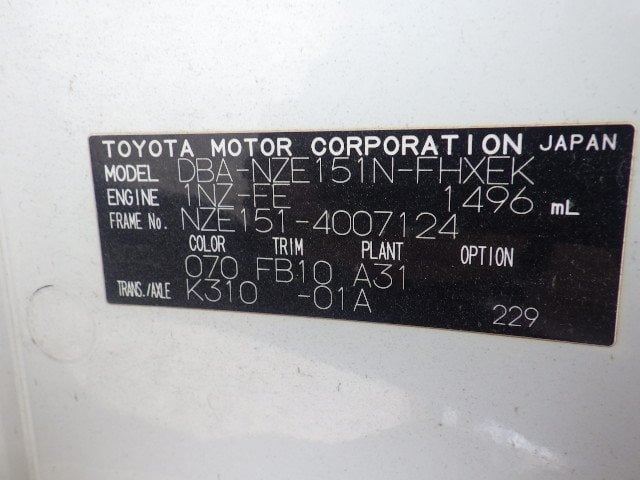 TOYOTA MOTOR CORPORATION JAPAN
MODEL DBA-NZE151N-FHXEK
ENGINE 1NZ-FE 1496 mL
FRAME No. NZE151-4007124
COLOR TRIM PLANT OPTION
070 FB10 A31
TRANS./AXLE K310 -01A
229